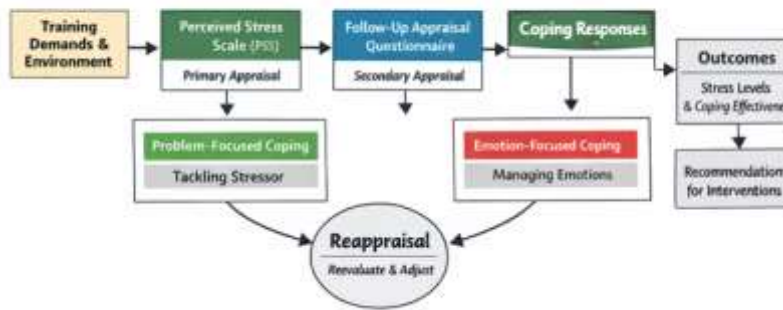 Training
Demands &
Environment
Perceived Stress
Scale (PSS)
Primary Appraisal
Follow-Up Appraisal
Questionnaire
Secondary Appraisal
Coping Responses
Outcomes
Stress Levels
& Coping Effectivene
Problem-Focused Coping
Tackling Stressor
Emotion-Focused Coping
Managing Emotions
Recommendation
for Interventions
Reappraisal
Reevaluate & Adjust